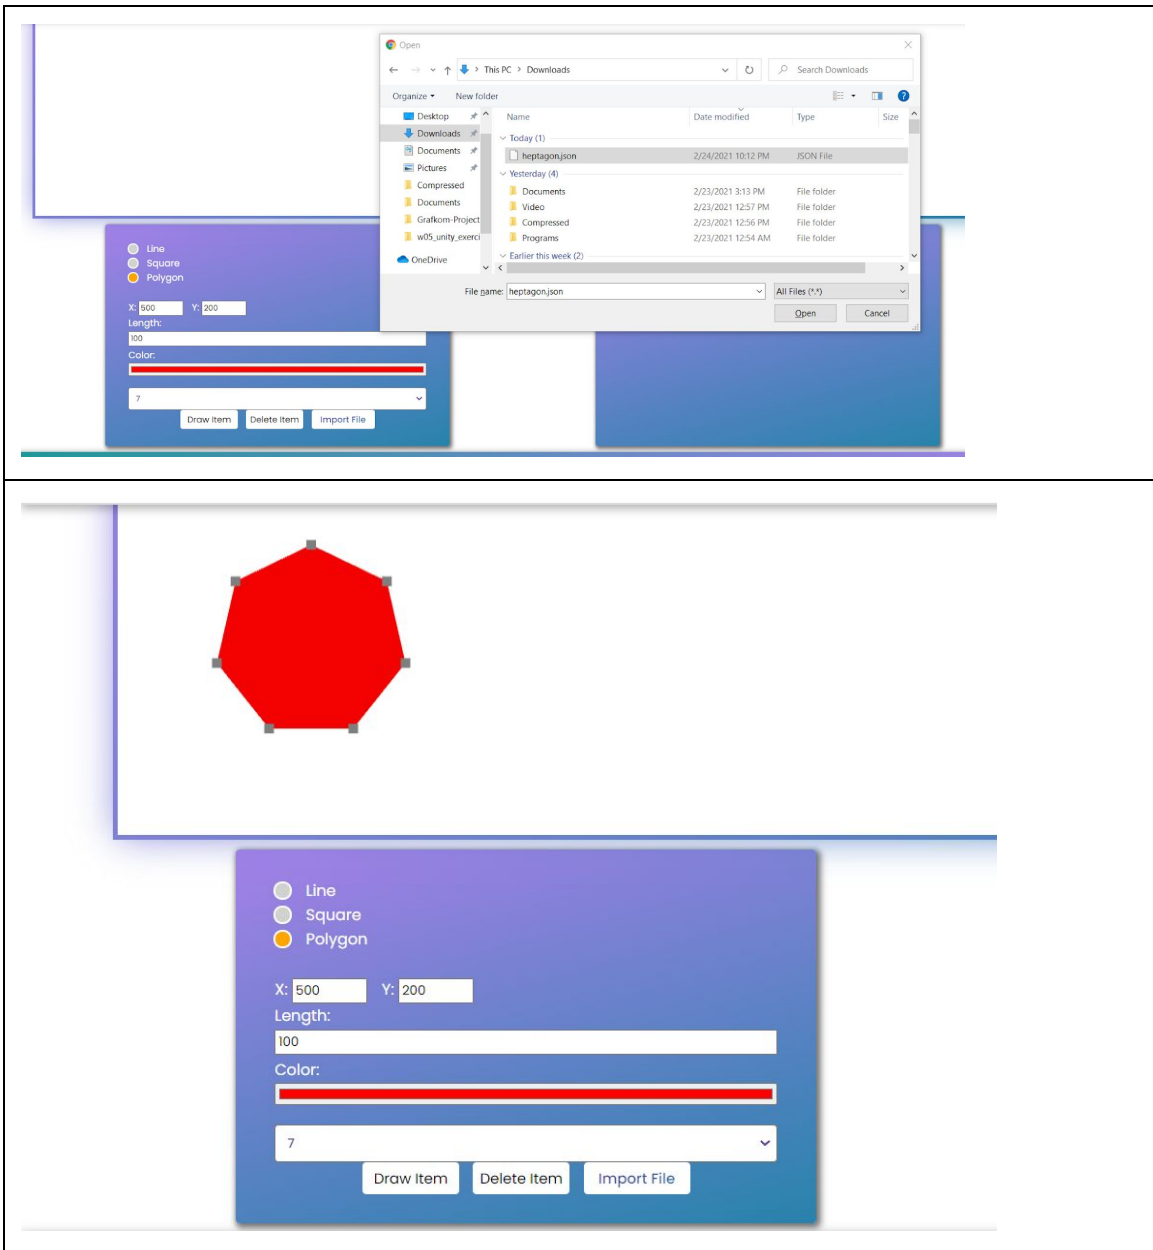 Open
This PC > Downloads
Search Downloads
Organize
New folder
Name Date modified Type Size
Desktop
Downloads
Documents
Pictures
Compressed
Documents
Grafkom-Project
w05_unity_exerci
OneDrive
Today (1)
heptagon.json 2/24/2021 10:12 PM JSON File
Yesterday (4)
Documents 2/23/2021 3:13 PM File folder
Video 2/23/2021 12:57 PM File folder
Compressed 2/23/2021 12:56 PM File folder
Programs 2/23/2021 12:54 AM File folder
Earlier this week (2)
File name: heptagon.json All Files (*.*)
Open Cancel
Line
Square
Polygon
X: 500 Y: 200
Length:
100
Color:
7
Draw Item Delete Item Import File
Line
Square
Polygon
X: 500 Y: 200
Length:
100
Color:
7
Draw Item Delete Item Import File